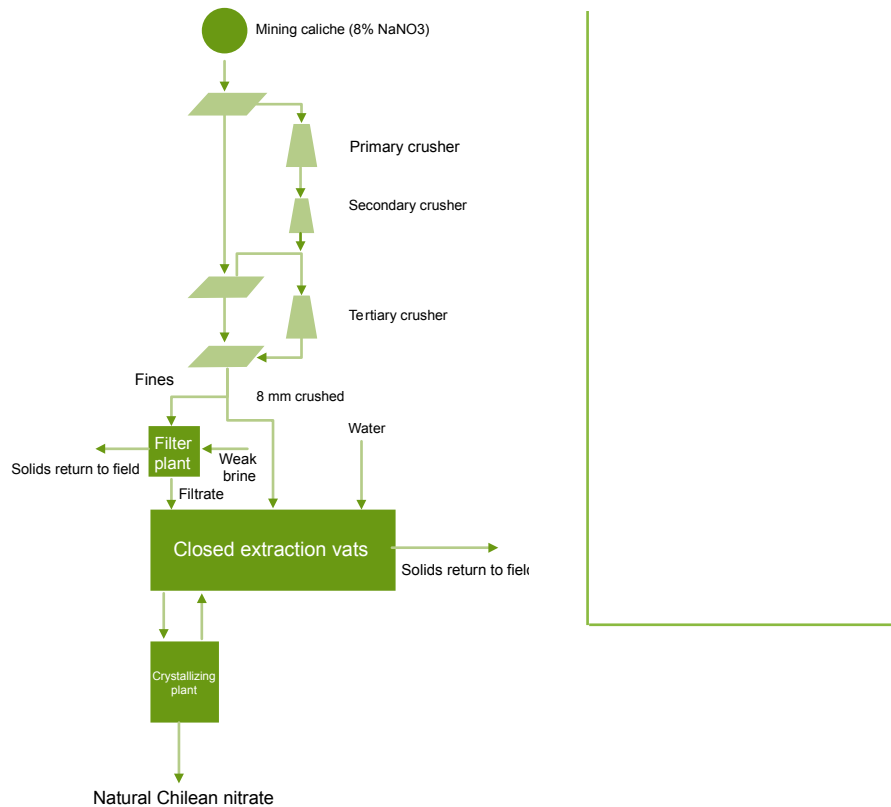 Mining caliche (8% NaNO3)
Primary crusher
Secondary crusher
Tertiary crusher
Fines
8 mm crushed
Water
Filter
plant
Weak
brine
Solids return to field
Filtrate
Closed extraction vats
Solids return to field
Crystallizing
plant
Natural Chilean nitrate